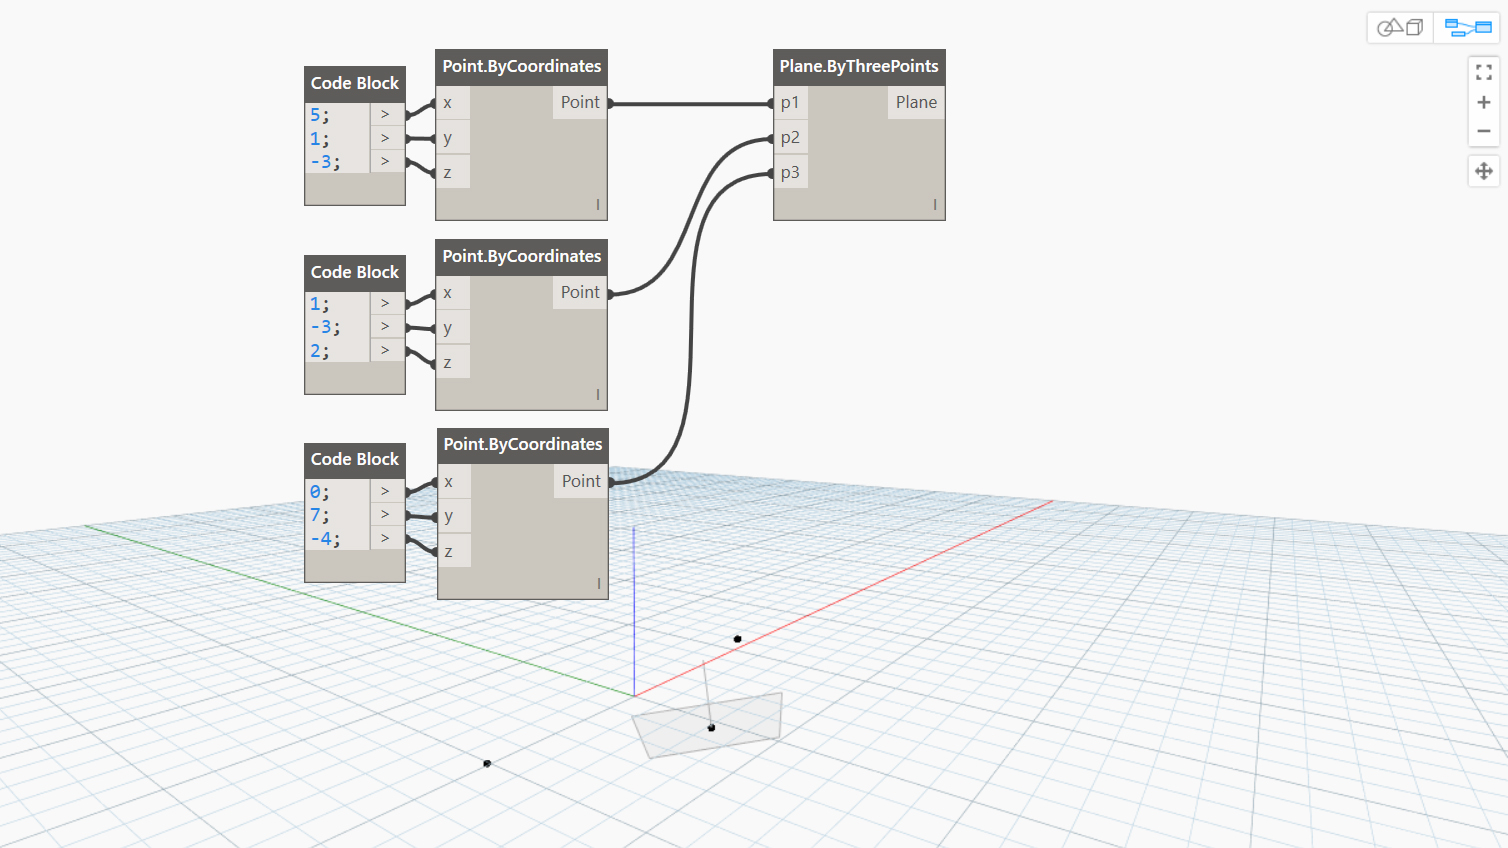 Code Block
5; >
1; >
-3; >
Point.ByCoordinates
x Point
y
z
l
Plane.ByThreePoints
p1 Plane
p2
p3
l
Code Block
1; >
-3; >
2; >
Point.ByCoordinates
x Point
y
z
l
Code Block
0; >
7; >
-4; >
Point.ByCoordinates
x Point
y
z
l